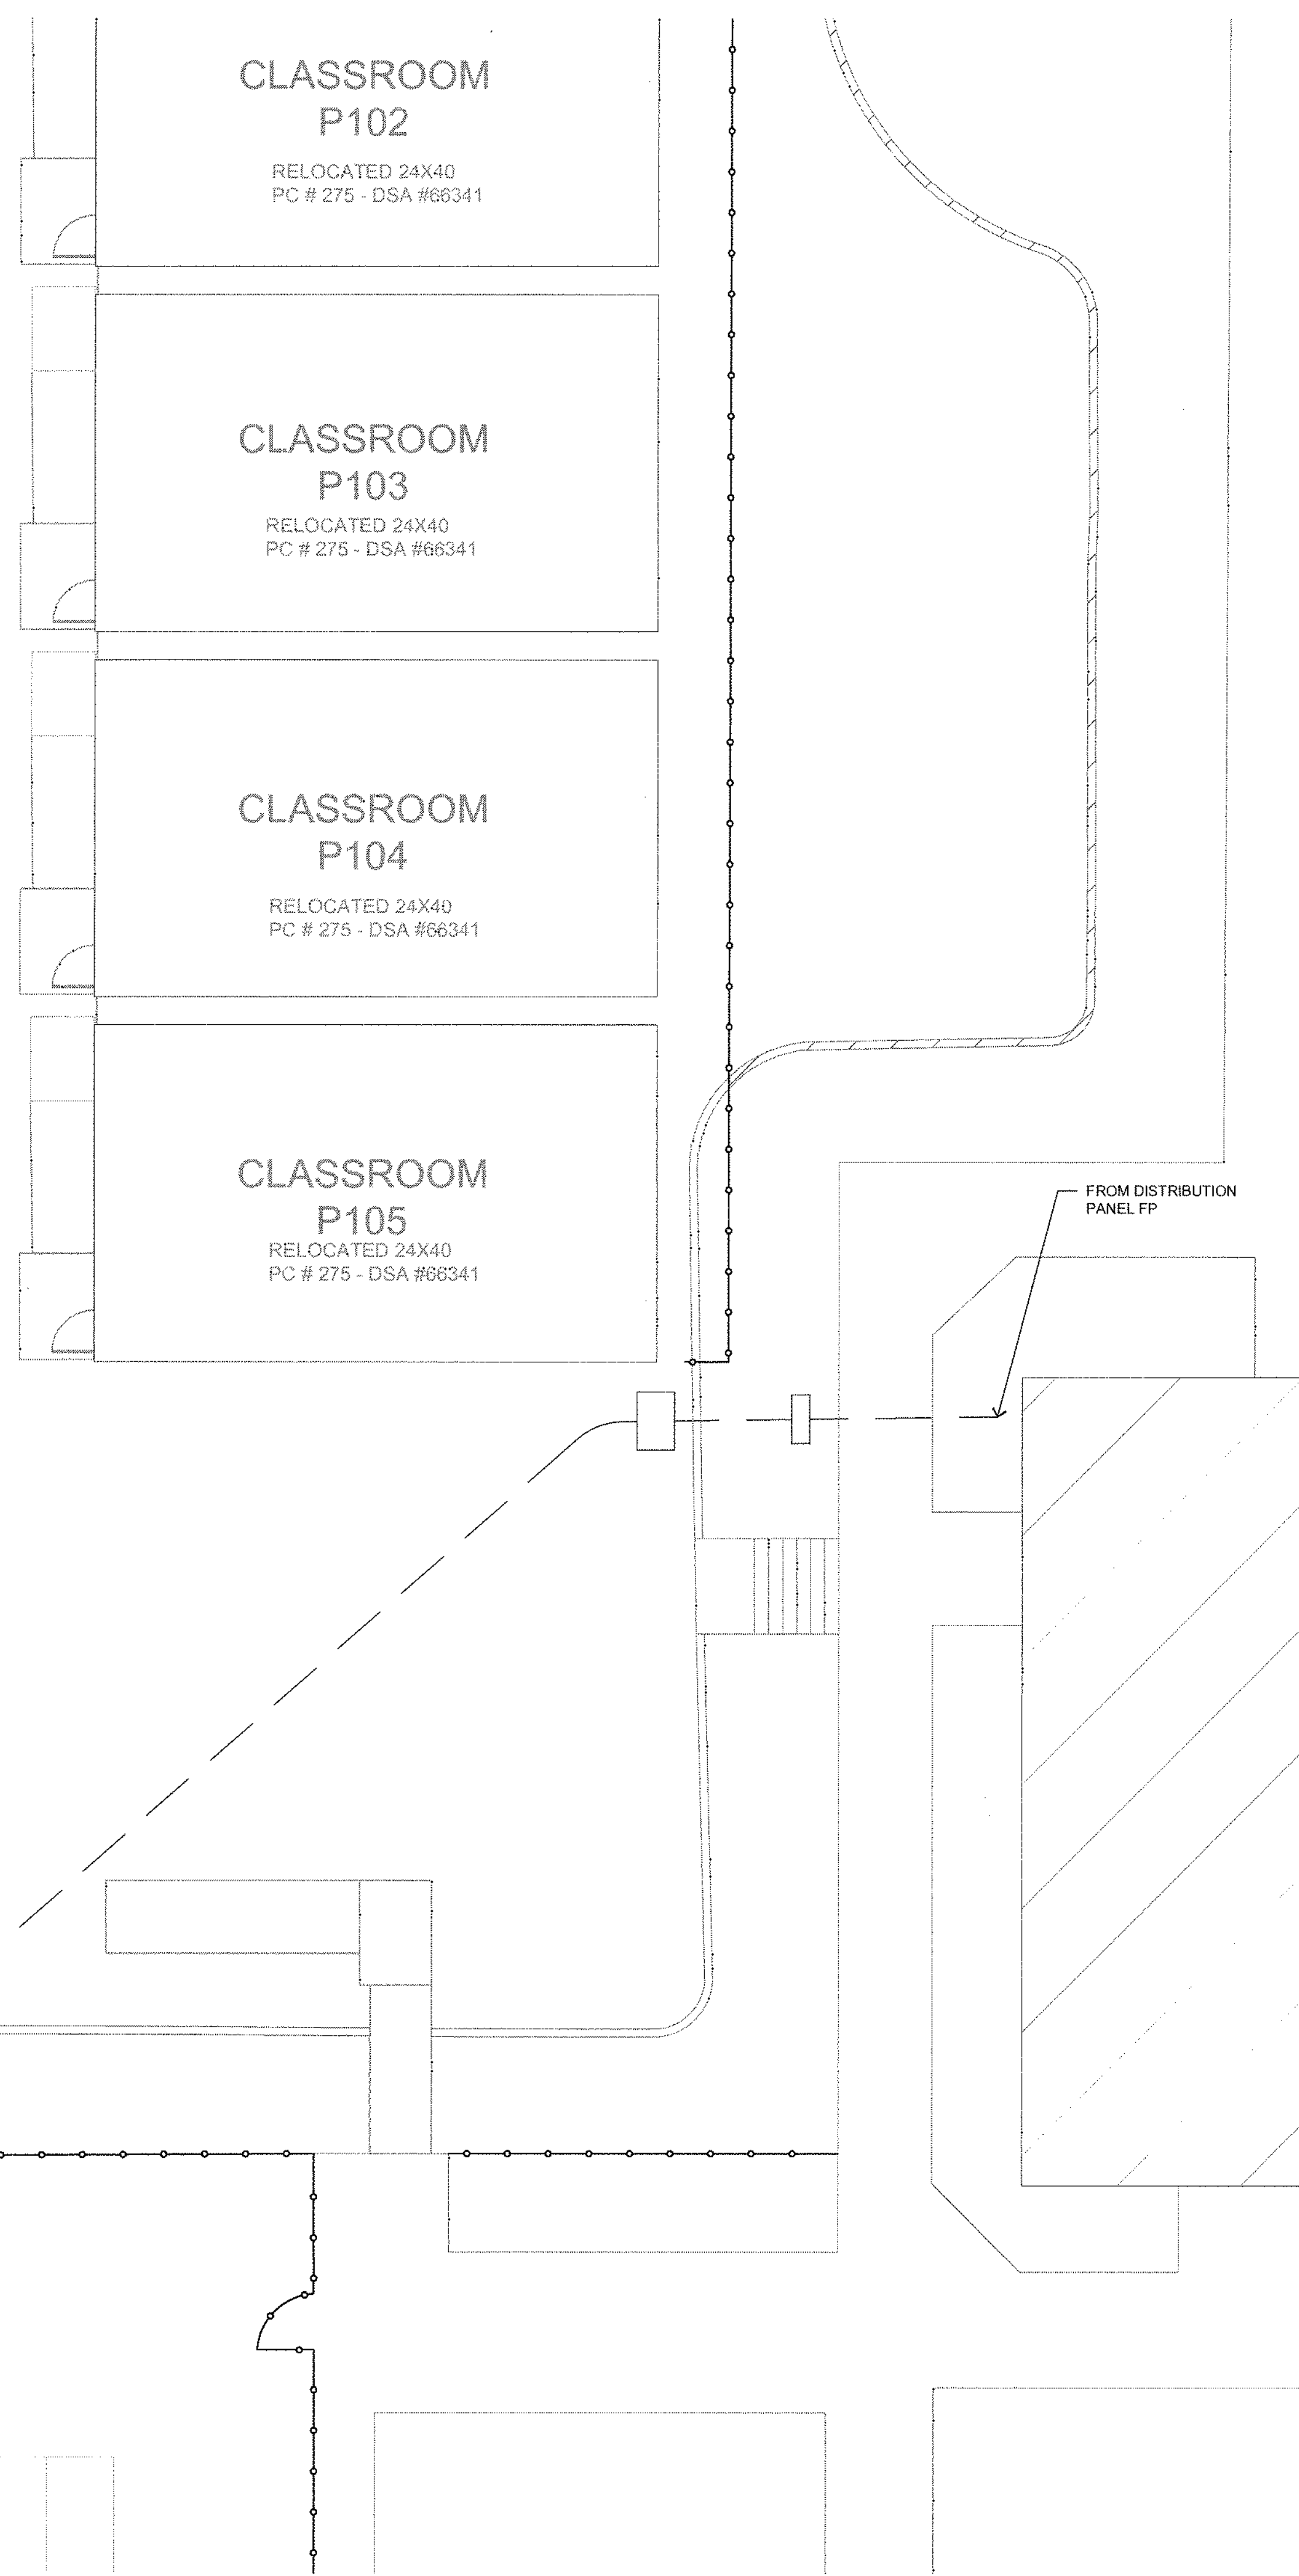 CLASSROOM
P102
RELOCATED 24X40
PC # 275 - DSA #66341
CLASSROOM
P103
RELOCATED 24X40
PC # 275 - DSA #66341
CLASSROOM
P104
RELOCATED 24X40
PC # 275 - DSA #66341
CLASSROOM
P105
RELOCATED 24X40
PC # 275 - DSA #66341
FROM DISTRIBUTION
PANEL FP